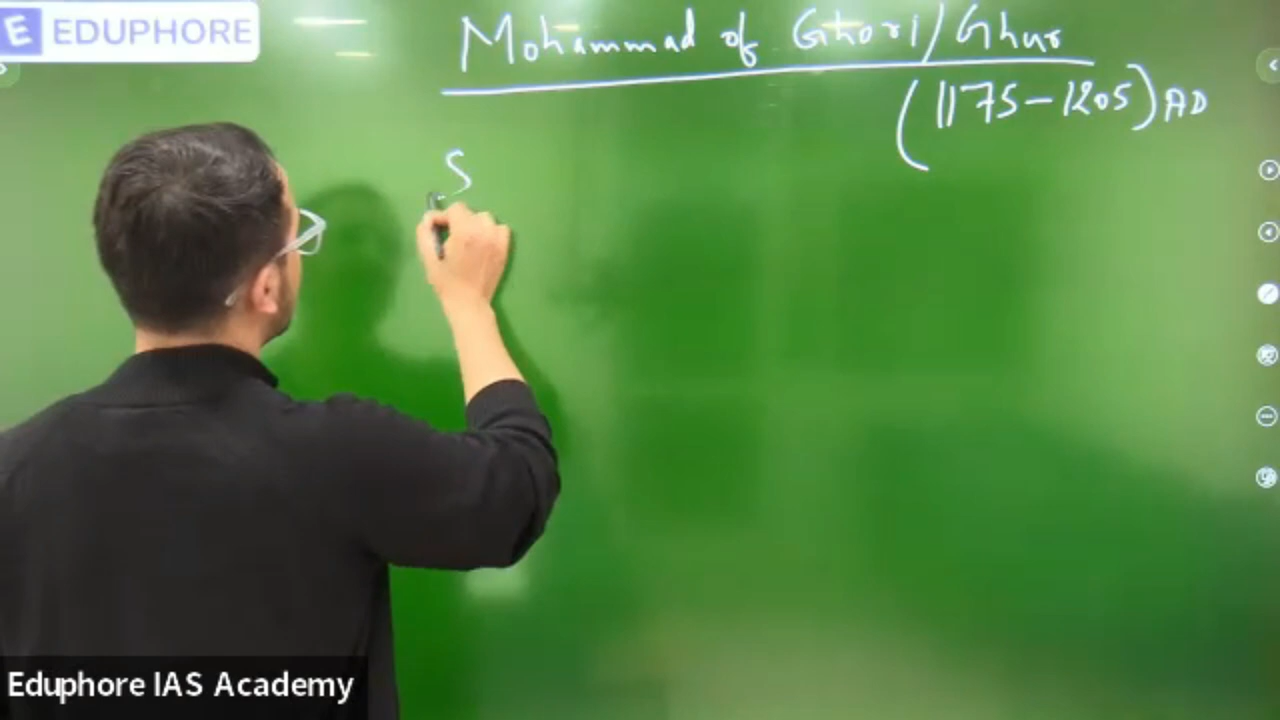 EDUPHORE
Mohammad of Ghori/Ghur
(1175-1205) AD
S
Eduphore IAS Academy